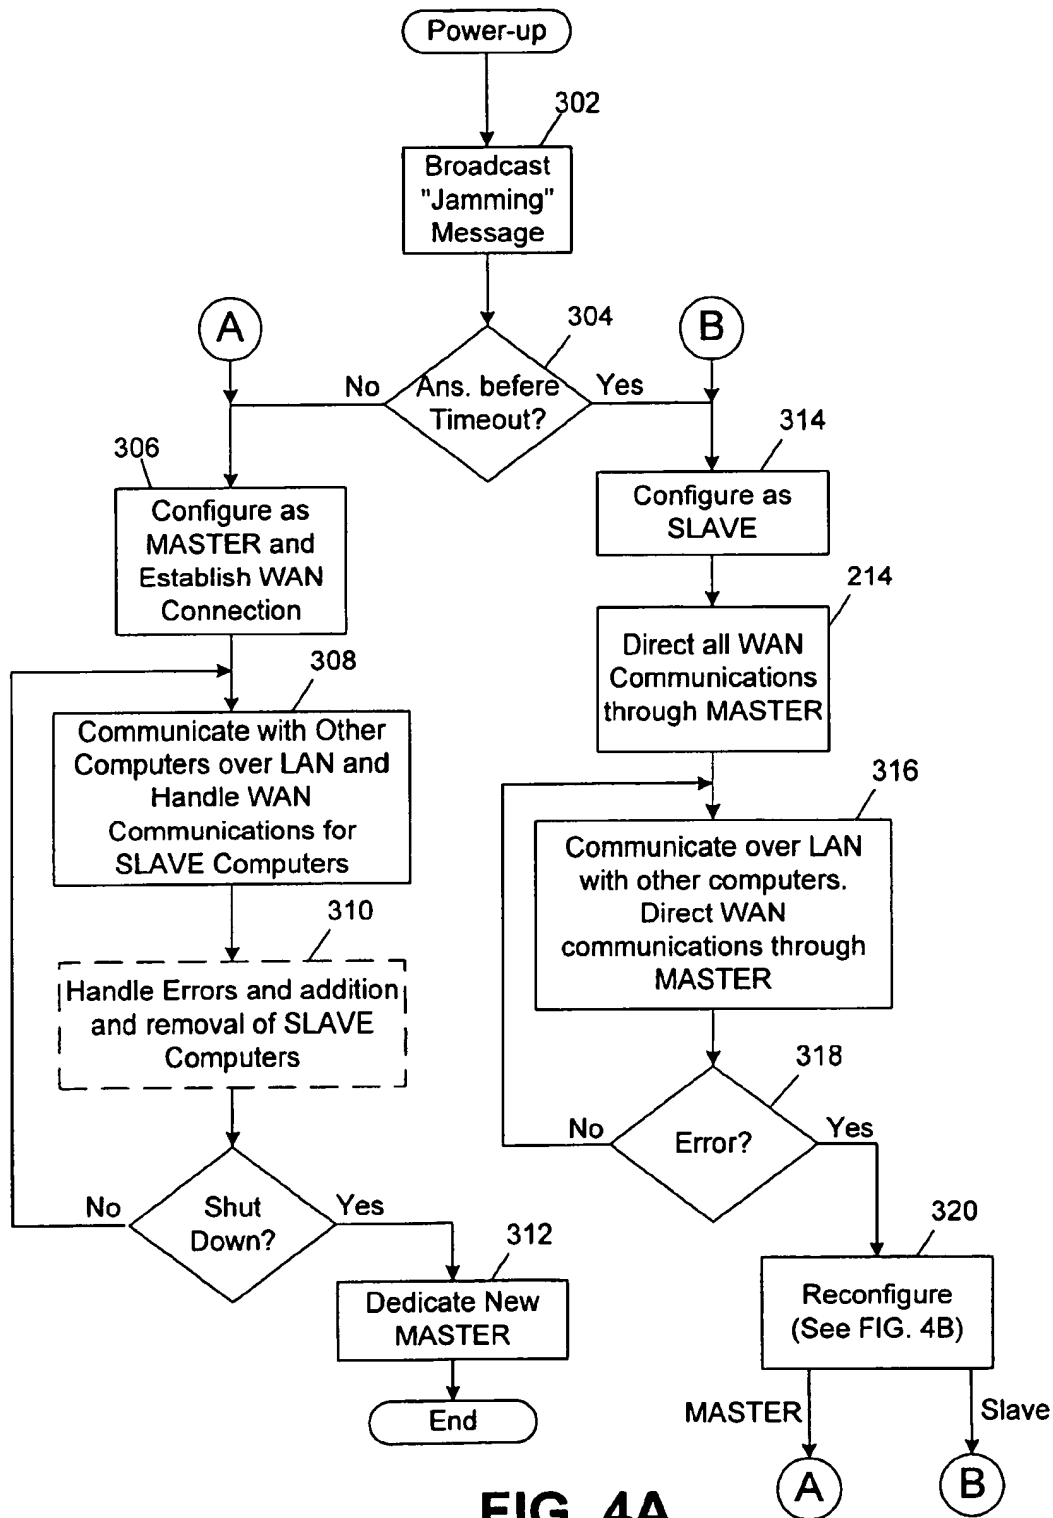 Power-up
302
Broadcast
"Jamming"
Message
A
304
B
No
Ans. befere
Timeout?
Yes
314
306
Configure as
MASTER and
Establish WAN
Connection
Configure as
SLAVE
214
Direct all WAN
Communications
through MASTER
308
Communicate with Other
Computers over LAN and
Handle WAN
Communications for
SLAVE Computers
316
Communicate over LAN
with other computers.
Direct WAN
communications through
MASTER
310
Handle Errors and addition
and removal of SLAVE
Computers
318
No
Error?
Yes
No
Shut
Down?
Yes
312
Dedicate New
MASTER
End
320
Reconfigure
(See FIG. 4B)
MASTER
Slave
A
B
FIG. 4A